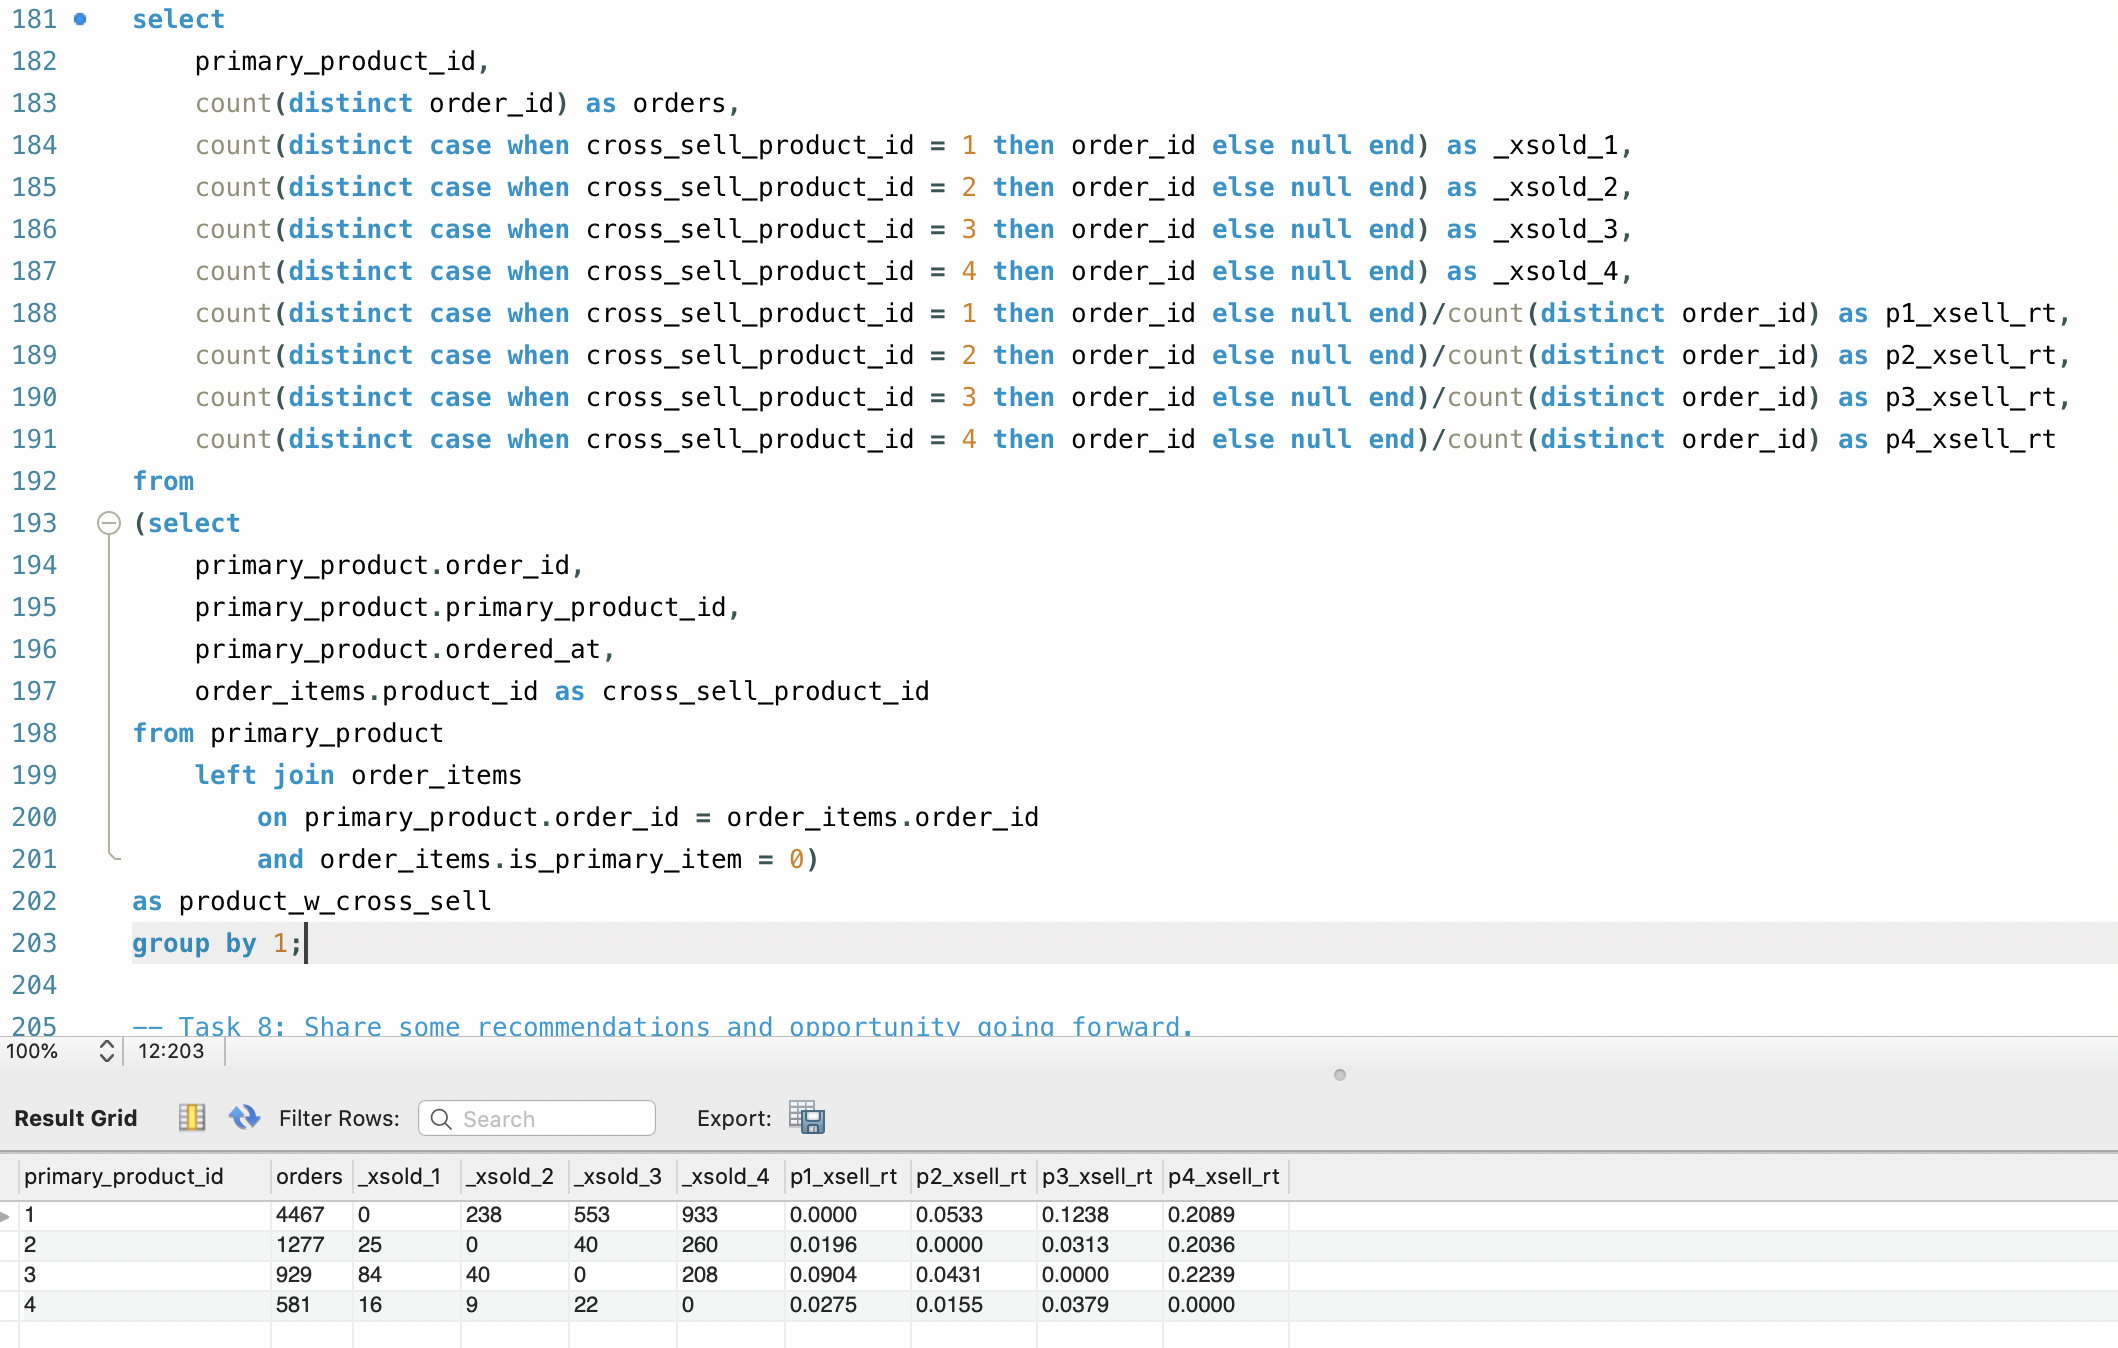 181 select
182 primary_product_id,
183 count(distinct order_id) as orders,
184 count(distinct case when cross_sell_product_id = 1 then order_id else null end) as _xsold_1,
185 count(distinct case when cross_sell_product_id = 2 then order_id else null end) as _xsold_2,
186 count(distinct case when cross_sell_product_id = 3 then order_id else null end) as _xsold_3,
187 count(distinct case when cross_sell_product_id = 4 then order_id else null end) as _xsold_4,
188 count(distinct case when cross_sell_product_id = 1 then order_id else null end)/count(distinct order_id) as p1_xsell_rt,
189 count(distinct case when cross_sell_product_id = 2 then order_id else null end)/count(distinct order_id) as p2_xsell_rt,
190 count(distinct case when cross_sell_product_id = 3 then order_id else null end)/count(distinct order_id) as p3_xsell_rt,
191 count(distinct case when cross_sell_product_id = 4 then order_id else null end)/count(distinct order_id) as p4_xsell_rt
192 from
193 (select
194 primary_product.order_id,
195 primary_product.primary_product_id,
196 primary_product.ordered_at,
197 order_items.product_id as cross_sell_product_id
198 from primary_product
199 left join order_items
200 on primary_product.order_id = order_items.order_id
201 and order_items.is_primary_item = 0)
202 as product_w_cross_sell
203 group by 1;
204
205 -- Task 8: Share some recommendations and opportunity going forward.
100% 12:203
Result Grid Filter Rows: Search Export:
primary_product_id orders _xsold_1 _xsold_2 _xsold_3 _xsold_4 p1_xsell_rt p2_xsell_rt p3_xsell_rt p4_xsell_rt
1 4467 0 238 553 933 0.0000 0.0533 0.1238 0.2089
2 1277 25 0 40 260 0.0196 0.0000 0.0313 0.2036
3 929 84 40 0 208 0.0904 0.0431 0.0000 0.2239
4 581 16 9 22 0 0.0275 0.0155 0.0379 0.0000